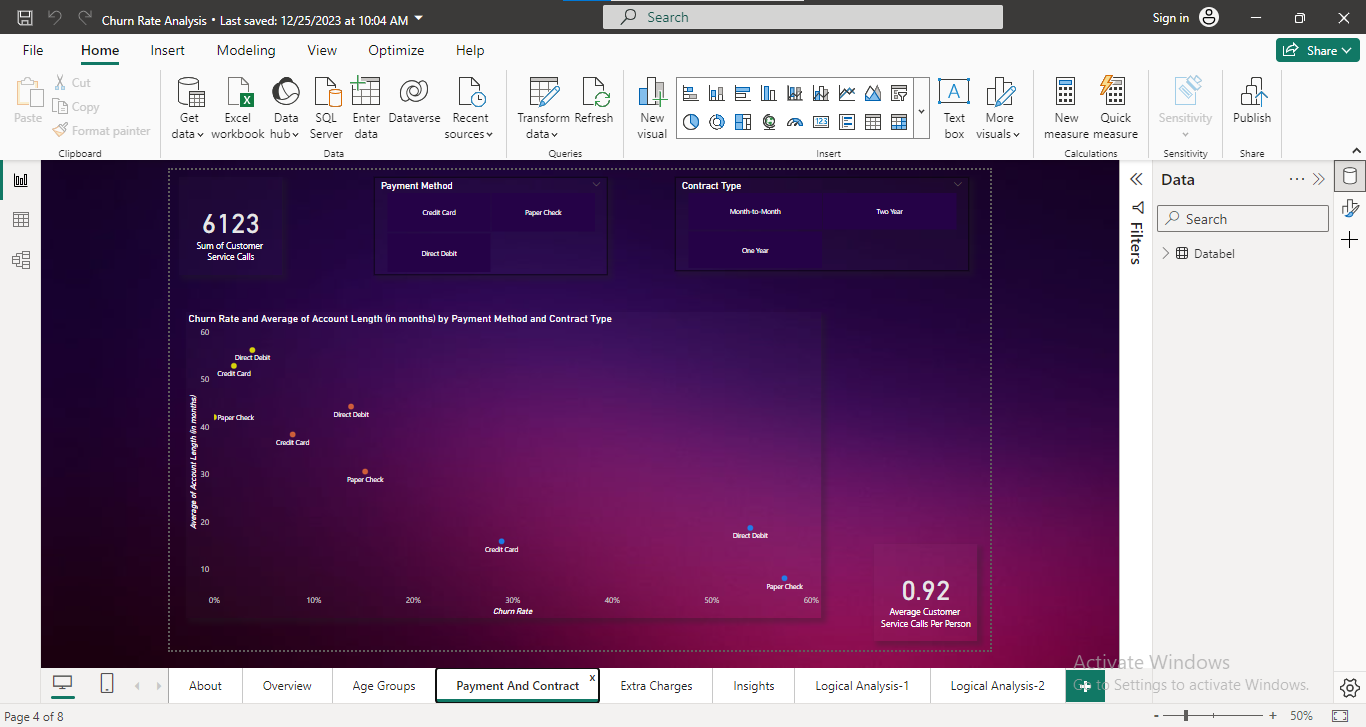 Churn Rate Analysis • Last saved: 12/25/2023 at 10:04 AM
Search
Sign in
File Home Insert Modeling View Optimize Help
Share
Paste
Cut
Copy
Format painter
Clipboard
Get data
Excel workbook
Data hub
SQL Server
Enter data
Dataverse
Recent sources
Data
Transform data
Refresh
Queries
New visual
123
A
Text box
More visuals
Insert
New measure
Quick measure
Calculations
Sensitivity
Sensitivity
Publish
Share
6123
Sum of Customer
Service Calls
Payment Method
Credit Card
Paper Check
Direct Debit
Contract Type
Month-to-Month
Two Year
One Year
Churn Rate and Average of Account Length (in months) by Payment Method and Contract Type
Average of Account Length (in months)
60
50
40
30
20
10
Direct Debit
Credit Card
Paper Check
Direct Debit
Credit Card
Paper Check
Direct Debit
Credit Card
Paper Check
0% 10% 20% 30% 40% 50% 60%
Churn Rate
0.92
Average Customer
Service Calls Per Person
Filters
Data
Search
Databel
Activate Windows
Go to Settings to activate Windows.
About
Overview
Age Groups
Payment And Contract
x
Extra Charges
Insights
Logical Analysis-1
Logical Analysis-2
+
Page 4 of 8
- + 50%